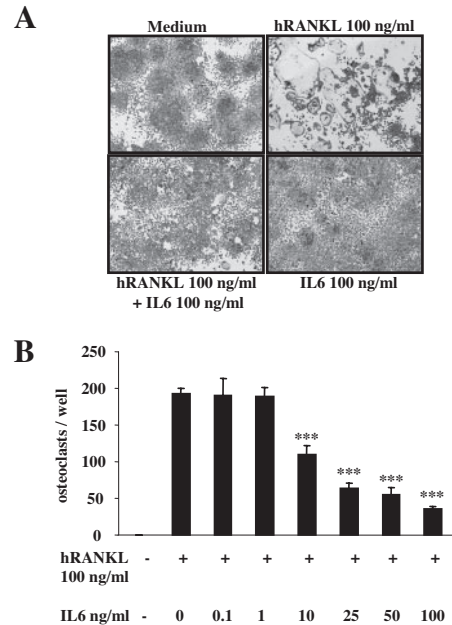 A
Medium
hRANKL 100 ng/ml
hRANKL 100 ng/ml
+ IL6 100 ng/ml
IL6 100 ng/ml
B
250
200
150
100
50
0
osteoclasts / well
***
***
***
***
hRANKL
100 ng/ml
- + + + + + + +
IL6 ng/ml - 0 0.1 1 10 25 50 100